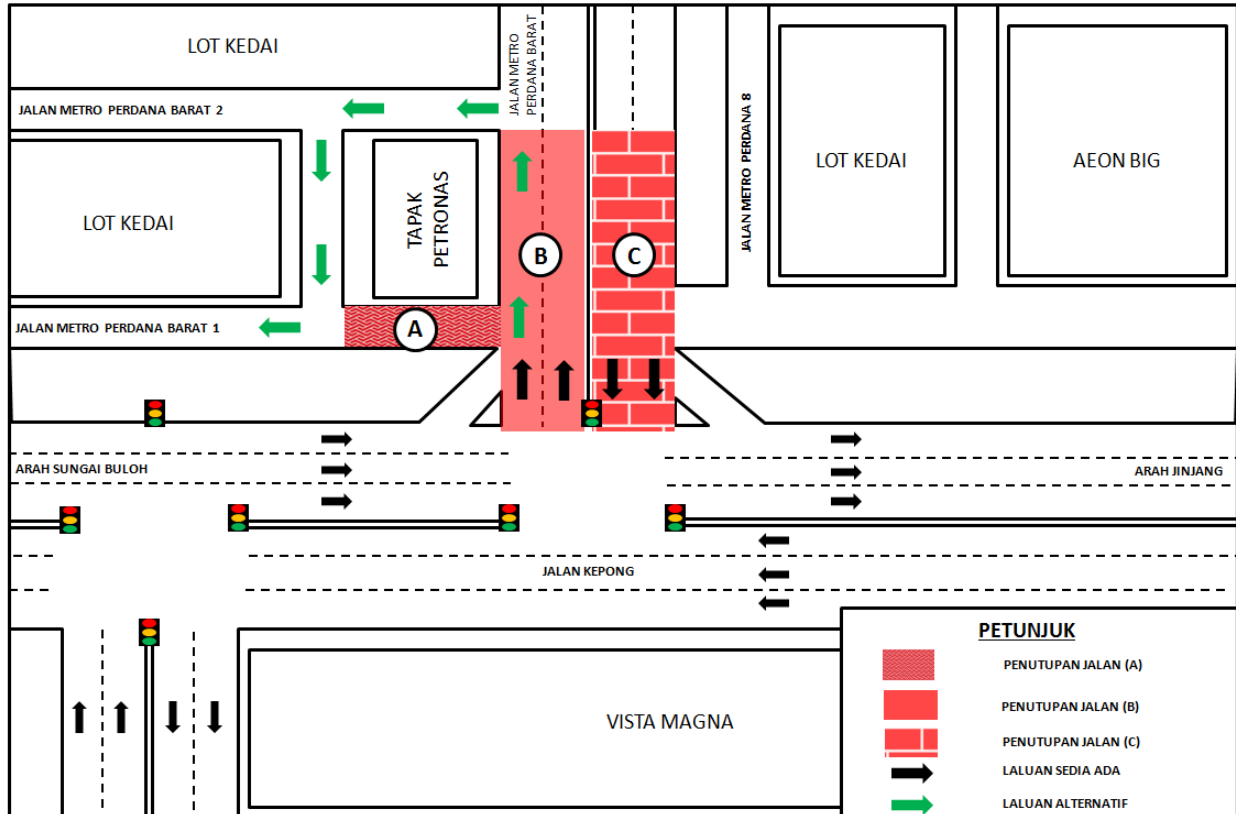 LOT KEDAI
JALAN METRO
PERDANA BARAT
JALAN METRO PERDANA BARAT 2
JALAN METRO PERDANA 8
LOT KEDAI
TAPAK
PETRONAS
LOT KEDAI
AEON BIG
B
C
A
JALAN METRO PERDANA BARAT 1
ARAH SUNGAI BULOH
ARAH JINJANG
JALAN KEPONG
VISTA MAGNA
PETUNJUK
PENUTUPAN JALAN (A)
PENUTUPAN JALAN (B)
PENUTUPAN JALAN (C)
LALUAN SEDIA ADA
LALUAN ALTERNATIF